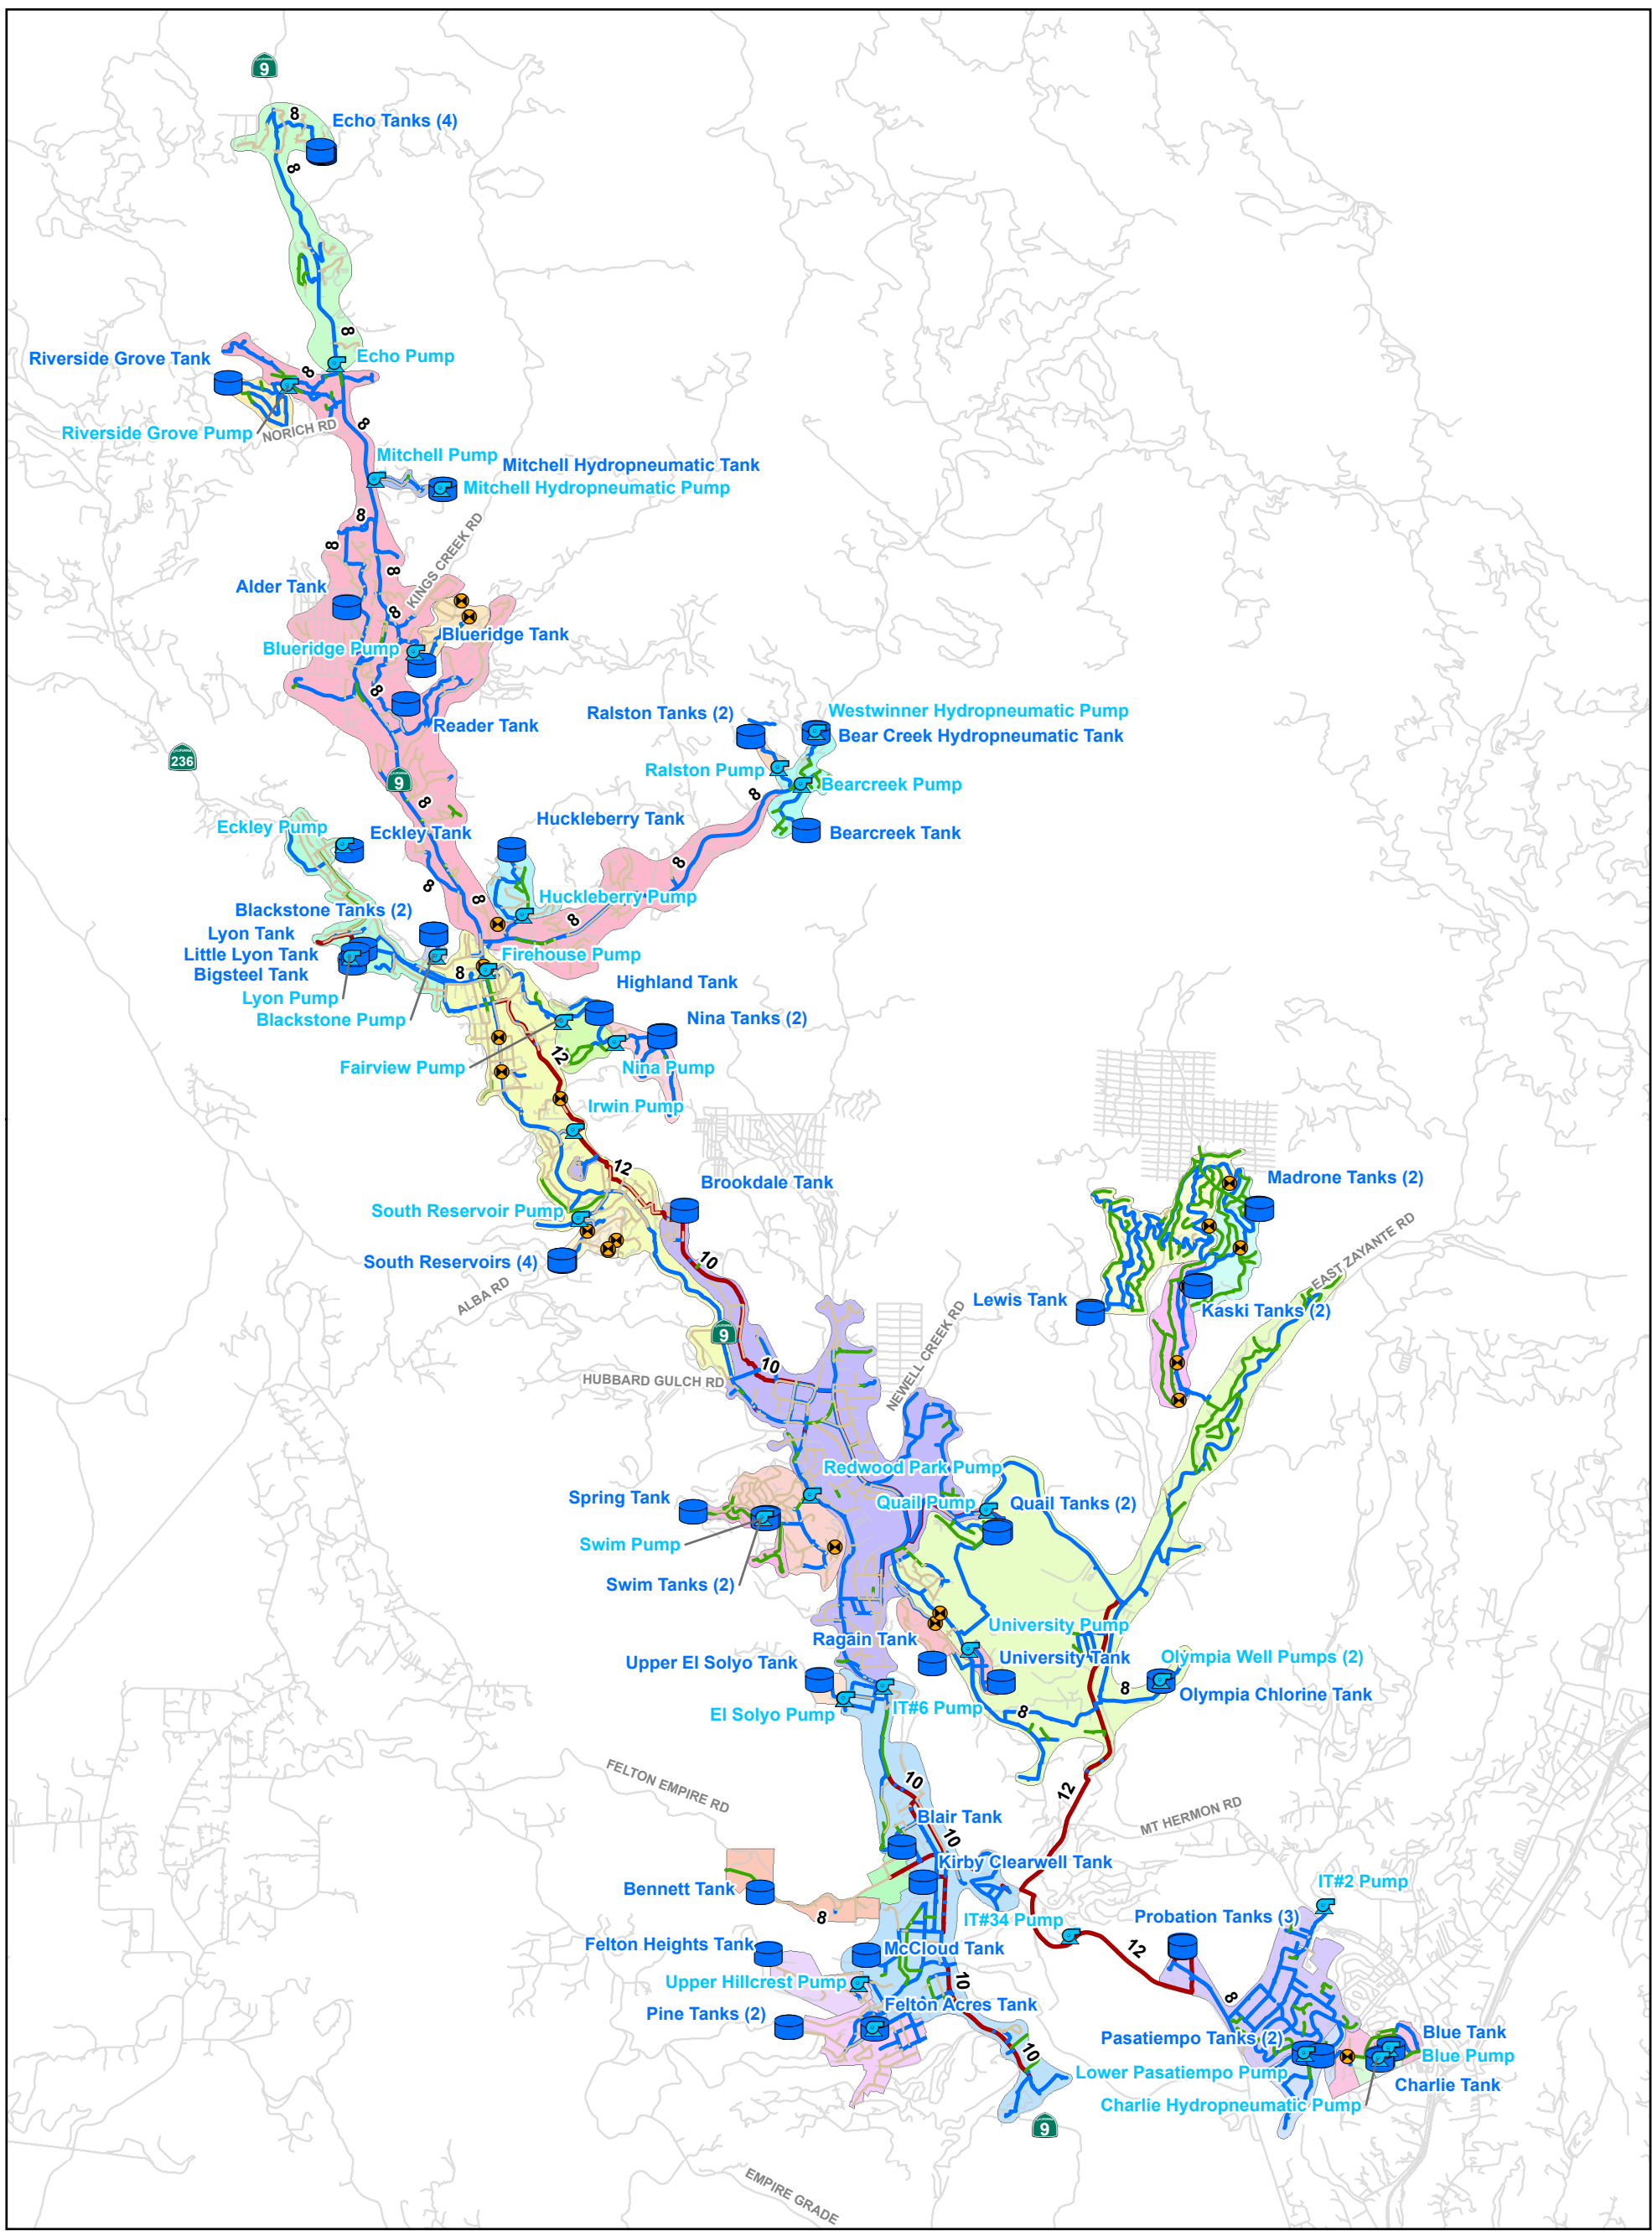 CALIFORNIA
9
8
Echo Tanks (4)
8
8
Echo Pump
Riverside Grove Tank
8
Riverside Grove Pump
NORICH RD
8
Mitchell Pump
Mitchell Hydropneumatic Tank
Mitchell Hydropneumatic Pump
8
8
KINGS CREEK RD
8
Alder Tank
8
Blueridge Tank
Blueridge Pump
8
Reader Tank
Ralston Tanks (2)
Westwinner Hydropneumatic Pump
Bear Creek Hydropneumatic Tank
CALIFORNIA
236
Ralston Pump
CALIFORNIA
9
Bearcreek Pump
8
8
Huckleberry Tank
Eckley Pump
Eckley Tank
Bearcreek Tank
8
8
8
Huckleberry Pump
Blackstone Tanks (2)
8
Lyon Tank
Little Lyon Tank
Firehouse Pump
Bigsteel Tank
8
Highland Tank
Lyon Pump
Blackstone Pump
Nina Tanks (2)
12
Fairview Pump
Nina Pump
Irwin Pump
12
Brookdale Tank
Madrone Tanks (2)
South Reservoir Pump
EAST ZAYANTE RD
South Reservoirs (4)
10
ALBA RD
Lewis Tank
Kaski Tanks (2)
CALIFORNIA
9
NEWELL CREEK RD
10
HUBBARD GULCH RD
Redwood Park Pump
Spring Tank
Quail Pump
Quail Tanks (2)
Swim Pump
Swim Tanks (2)
University Pump
Ragain Tank
Upper El Solyo Tank
University Tank
Olympia Well Pumps (2)
8
Olympia Chlorine Tank
El Solyo Pump
IT#6 Pump
8
FELTON EMPIRE RD
10
12
Blair Tank
MT HERMON RD
10
Kirby Clearwell Tank
Bennett Tank
IT#2 Pump
8
IT#34 Pump
Probation Tanks (3)
Felton Heights Tank
McCloud Tank
12
Upper Hillcrest Pump
10
8
Felton Acres Tank
Pine Tanks (2)
Pasatiempo Tanks (2)
Blue Tank
10
Blue Pump
Lower Pasatiempo Pump
Charlie Tank
Charlie Hydropneumatic Pump
CALIFORNIA
9
EMPIRE GRADE